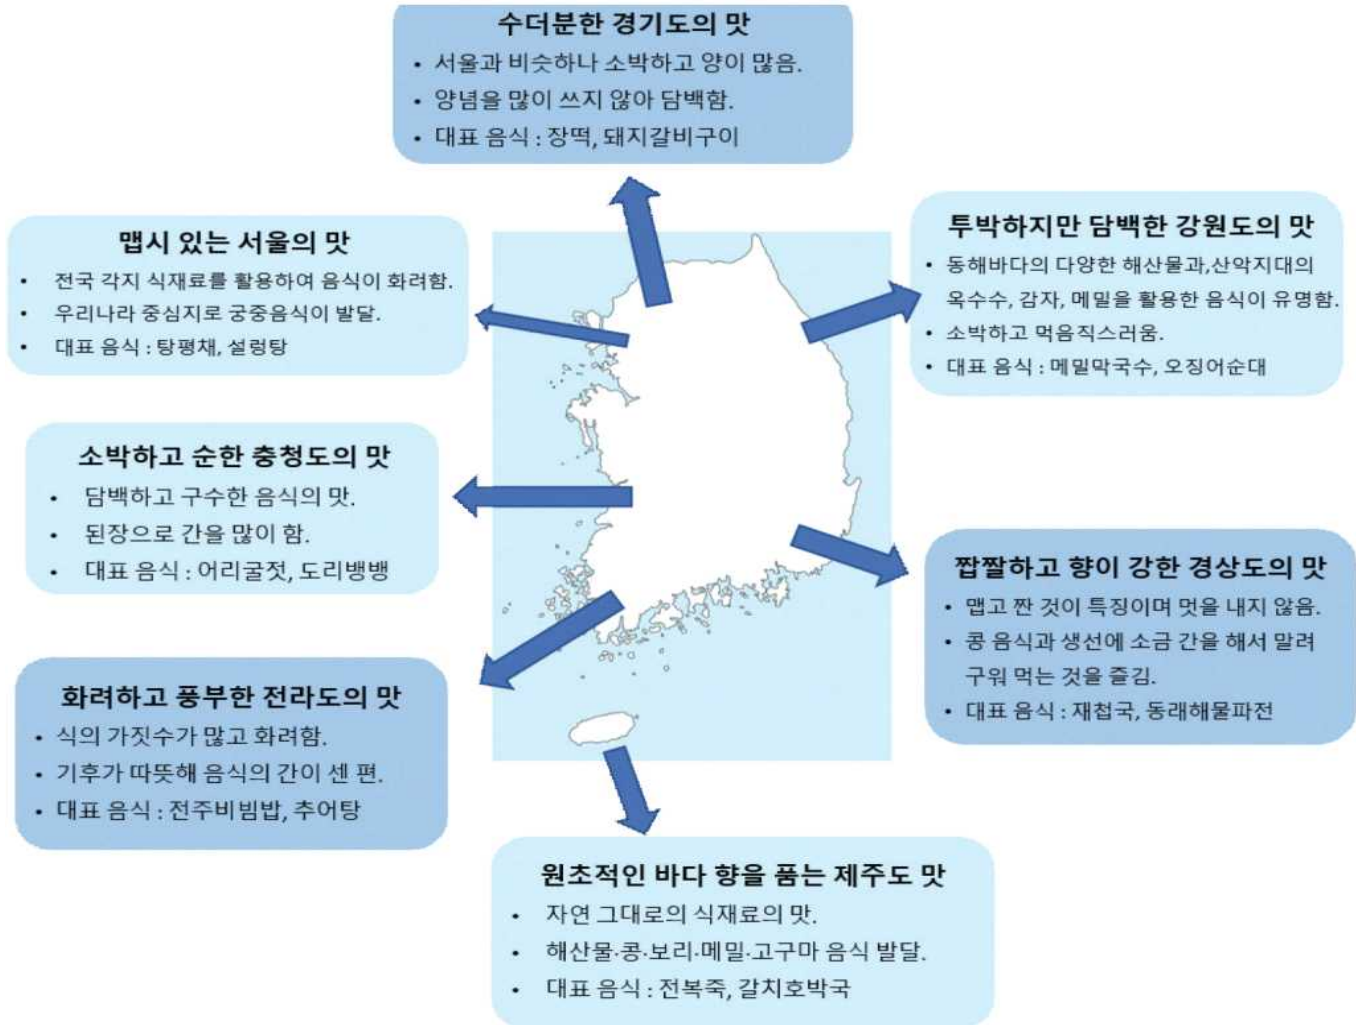 수더분한 경기도의 맛
• 서울과 비슷하나 소박하고 양이 많음.
• 양념을 많이 쓰지 않아 담백함.
• 대표 음식 : 장떡, 돼지갈비구이
맵시 있는 서울의 맛
• 전국 각지 식재료를 활용하여 음식이 화려함.
• 우리나라 중심지로 궁중음식이 발달.
• 대표 음식 : 탕평채, 설렁탕
투박하지만 담백한 강원도의 맛
• 동해바다의 다양한 해산물과,산악지대의
옥수수, 감자, 메밀을 활용한 음식이 유명함.
• 소박하고 먹음직스러움.
• 대표 음식 : 메밀막국수, 오징어순대
소박하고 순한 충청도의 맛
• 담백하고 구수한 음식의 맛.
• 된장으로 간을 많이 함.
• 대표 음식 : 어리굴젓, 도리뱅뱅
짭짤하고 향이 강한 경상도의 맛
• 맵고 짠 것이 특징이며 멋을 내지 않음.
• 콩 음식과 생선에 소금 간을 해서 말려
구워 먹는 것을 즐김.
• 대표 음식 : 재첩국, 동래해물파전
화려하고 풍부한 전라도의 맛
• 식의 가짓수가 많고 화려함.
• 기후가 따뜻해 음식의 간이 센 편.
• 대표 음식 : 전주비빔밥, 추어탕
원초적인 바다 향을 품는 제주도 맛
• 자연 그대로의 식재료의 맛.
• 해산물·콩·보리·메밀·고구마 음식 발달.
• 대표 음식 : 전복죽, 갈치호박국